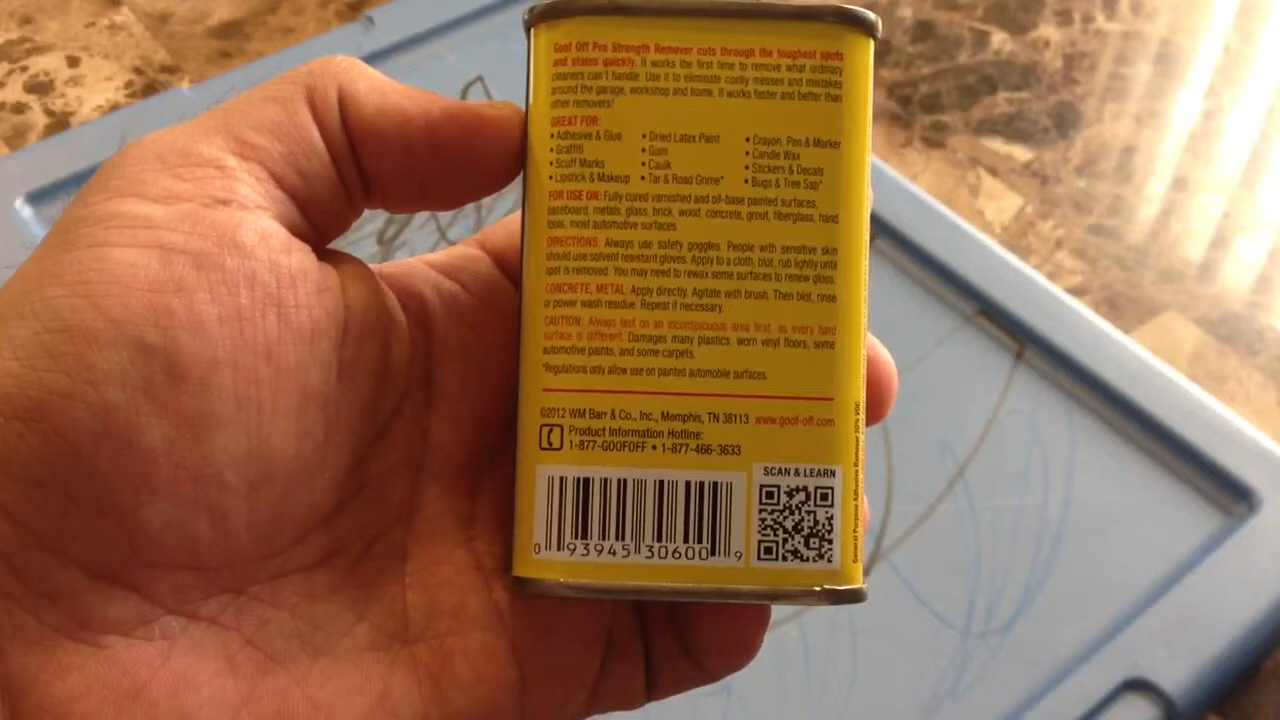 Goof Off Pro Strength Remover cuts through the toughest spots
and stains quickly. It works the first time to remove what ordinary
cleaners can't handle. Use it to eliminate costly messes and mistakes
around the garage, workshop and home. It works faster and better than
other removers!
GREAT FOR:
• Adhesive & Glue • Dried Latex Paint • Crayon, Pen & Marker
• Graffiti • Gum • Candle Wax
• Scuff Marks • Caulk • Stickers & Decals
• Lipstick & Makeup • Tar & Road Grime* • Bugs & Tree Sap*
FOR USE ON: Fully cured varnished and oil-base painted surfaces,
baseboard, metals, glass, brick, wood, concrete, grout, fiberglass, hand
tools, most automotive surfaces.
DIRECTIONS: Always use safety goggles. People with sensitive skin
should use solvent resistant gloves. Apply to a cloth, blot, rub lightly until
spot is removed. You may need to rewax some surfaces to renew gloss.
CONCRETE, METAL: Apply directly. Agitate with brush. Then blot, rinse
or power wash residue. Repeat if necessary.
CAUTION: Always test on an inconspicuous area first, as every hard
surface is different. Damages many plastics, worn vinyl floors, some
automotive paints, and some carpets.
*Regulations only allow use on painted automobile surfaces.
©2012 WM Barr & Co., Inc., Memphis, TN 38113 www.goof-off.com
Product Information Hotline:
1-877-GOOFOFF • 1-877-466-3633
SCAN & LEARN
0 93945 30600 9
General Purpose Adhesive Remover 20% VOC